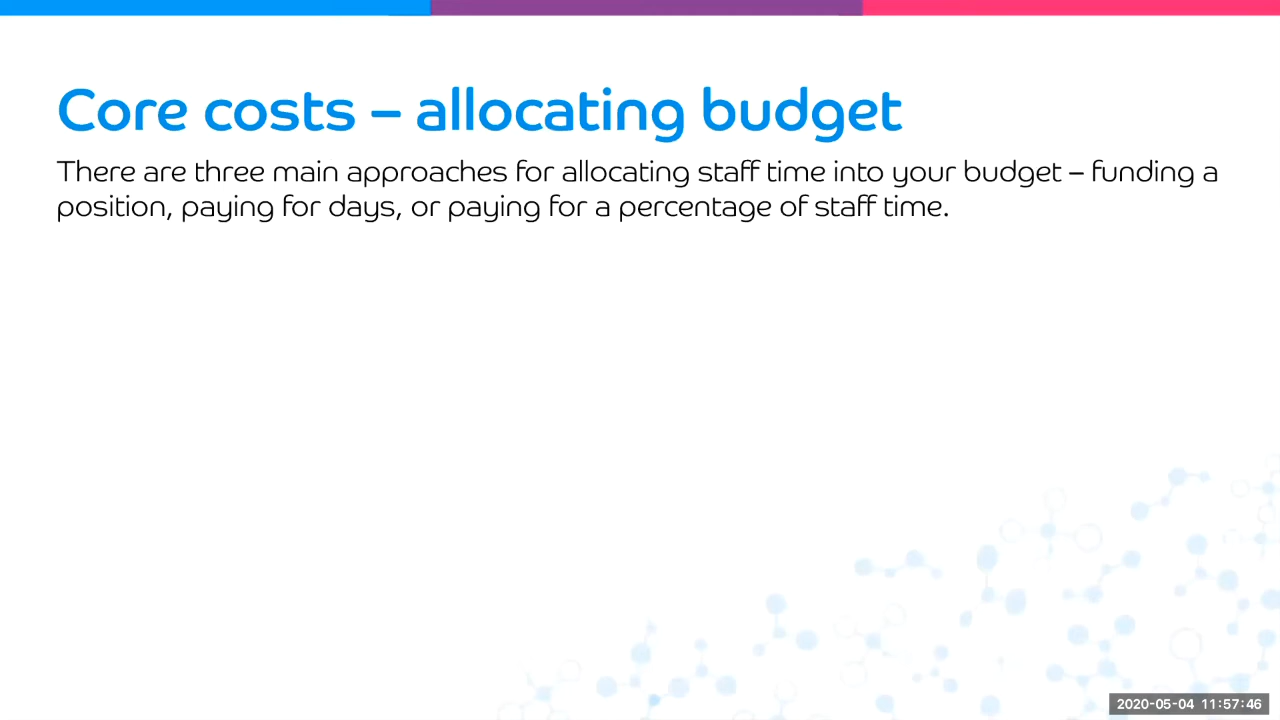 Core costs – allocating budget
There are three main approaches for allocating staff time into your budget – funding a
position, paying for days, or paying for a percentage of staff time.
2020-05-04 11:57:46